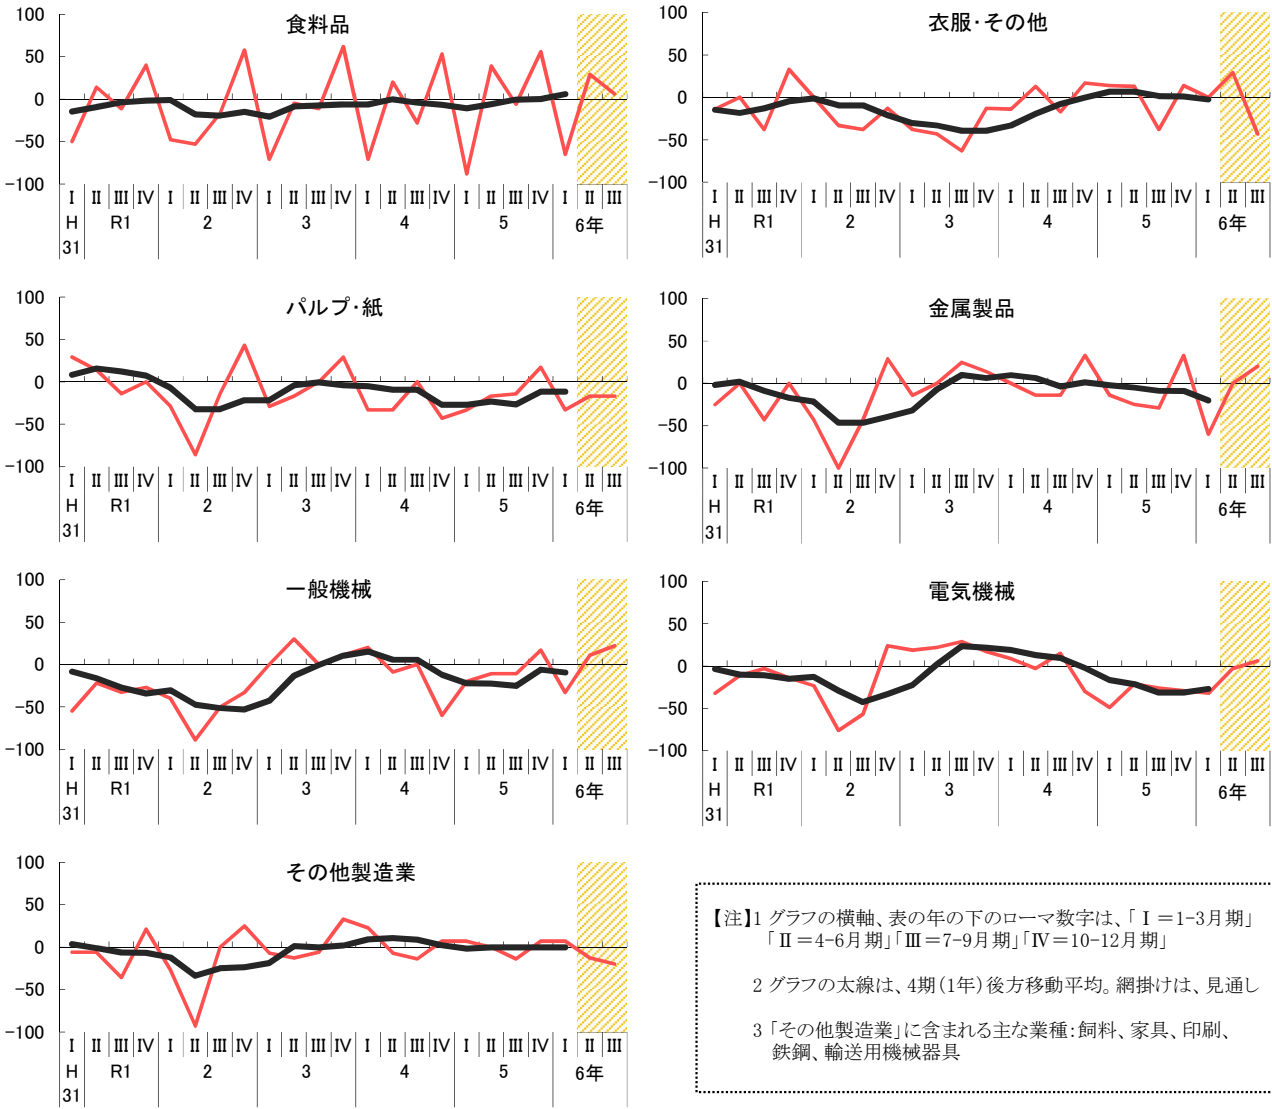 食料品
100
50
0
-50
-100
I II III IV I II III IV I II III IV I II III IV I II III IV I II III
H R1 2 3 4 5 6年
31
衣服・その他
100
50
0
-50
-100
I II III IV I II III IV I II III IV I II III IV I II III IV I II III
H R1 2 3 4 5 6年
31
パルプ・紙
100
50
0
-50
-100
I II III IV I II III IV I II III IV I II III IV I II III IV I II III
H R1 2 3 4 5 6年
31
金属製品
100
50
0
-50
-100
I II III IV I II III IV I II III IV I II III IV I II III IV I II III
H R1 2 3 4 5 6年
31
一般機械
100
50
0
-50
-100
I II III IV I II III IV I II III IV I II III IV I II III IV I II III
H R1 2 3 4 5 6年
31
電気機械
100
50
0
-50
-100
I II III IV I II III IV I II III IV I II III IV I II III IV I II III
H R1 2 3 4 5 6年
31
その他製造業
100
50
0
-50
-100
I II III IV I II III IV I II III IV I II III IV I II III IV I II III
H R1 2 3 4 5 6年
31
【注】1 グラフの横軸、表の年の下のローマ数字は、「Ⅰ＝1-3月期」
「Ⅱ＝4-6月期」「Ⅲ＝7-9月期」「Ⅳ＝10-12月期」
2 グラフの太線は、4期(1年)後方移動平均。網掛けは、見通し
3 「その他製造業」に含まれる主な業種：飼料、家具、印刷、
鉄鋼、輸送用機械器具